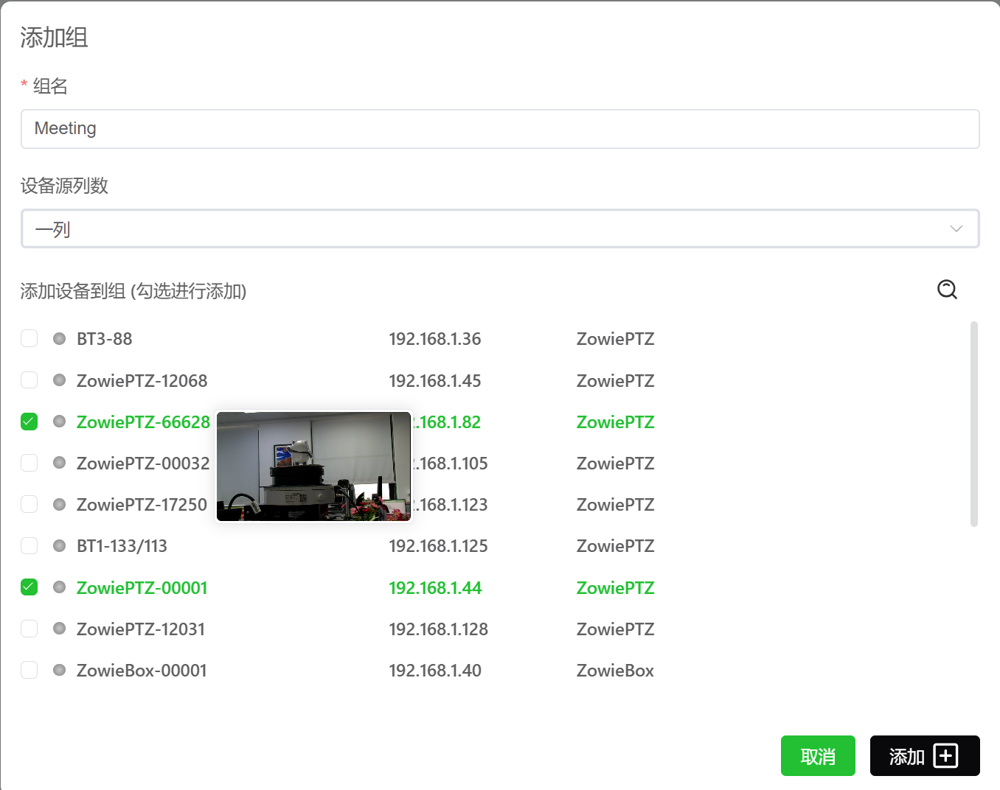 添加组
* 组名
Meeting
设备源列数
一列
添加设备到组 (勾选进行添加)
BT3-88 192.168.1.36 ZowiePTZ
ZowiePTZ-12068 192.168.1.45 ZowiePTZ
ZowiePTZ-66628 .168.1.82 ZowiePTZ
ZowiePTZ-00032 .168.1.105 ZowiePTZ
ZowiePTZ-17250 .168.1.123 ZowiePTZ
BT1-133/113 192.168.1.125 ZowiePTZ
ZowiePTZ-00001 192.168.1.44 ZowiePTZ
ZowiePTZ-12031 192.168.1.128 ZowiePTZ
ZowieBox-00001 192.168.1.40 ZowieBox
取消 添加